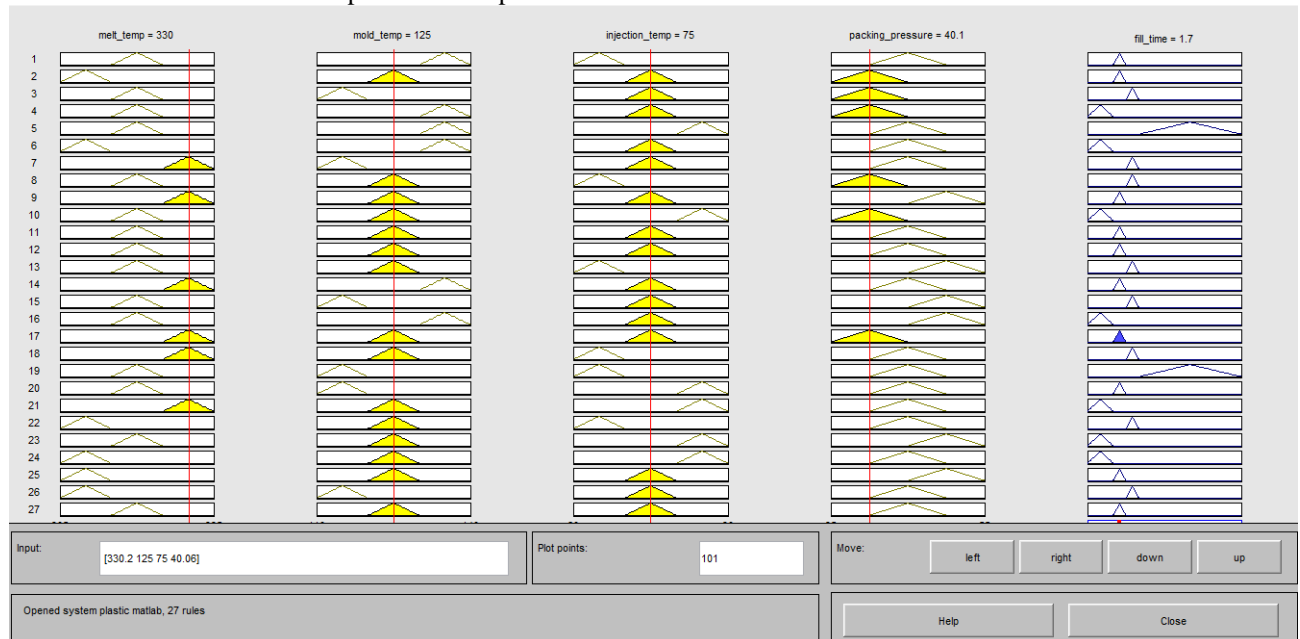 melt_temp = 330
mold_temp = 125
injection_temp = 75
packing_pressure = 40.1
fill_time = 1.7
1
2
3
4
5
6
7
8
9
10
11
12
13
14
15
16
17
18
19
20
21
22
23
24
25
26
27
Input:
[330.2 125 75 40.06]
Plot points:
101
Move:
left
right
down
up
Opened system plastic matlab, 27 rules
Help
Close